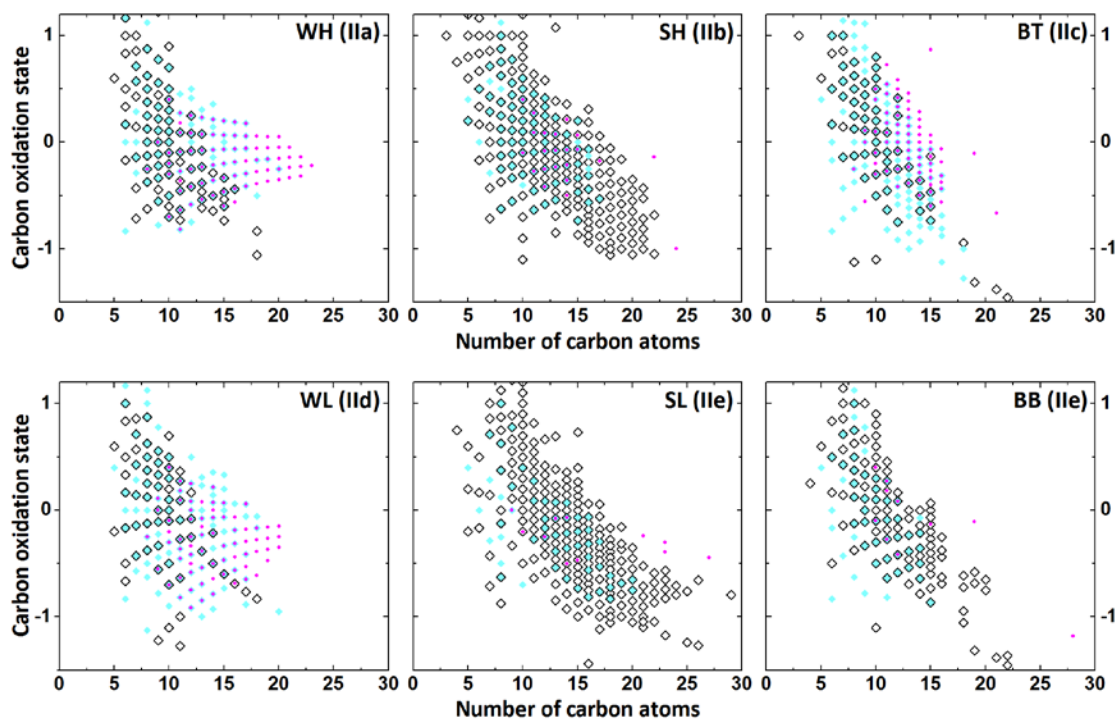 WH (IIa) SH (IIb) BT (IIc)
1 1
0 0
-1 -1
Carbon oxidation state
0 5 10 15 20 25 30 0 5 10 15 20 25 30 0 5 10 15 20 25 30
Number of carbon atoms
WL (IId) SL (IIe) BB (IIe)
1 1
0 0
-1 -1
Carbon oxidation state
0 5 10 15 20 25 30 0 5 10 15 20 25 30 0 5 10 15 20 25 30
Number of carbon atoms